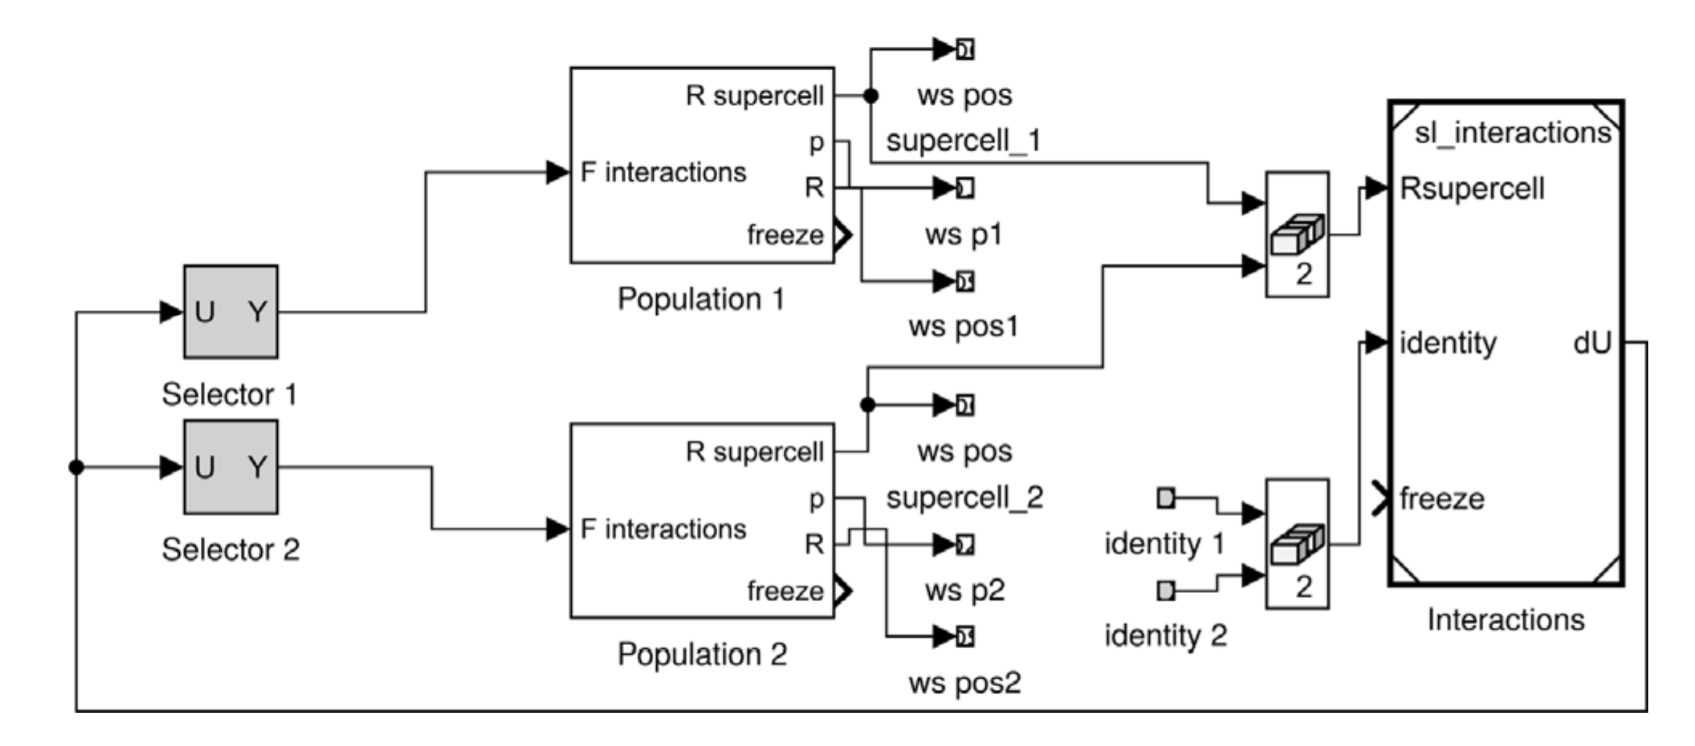 R supercell
p
R
freeze
F interactions
Population 1
ws pos
supercell_1
ws p1
ws pos1
U Y
Selector 1
U Y
Selector 2
R supercell
p
R
freeze
F interactions
Population 2
ws pos
supercell_2
ws p2
ws pos2
2
identity 1
identity 2
2
sl_interactions
Rsupercell
identity dU
freeze
Interactions